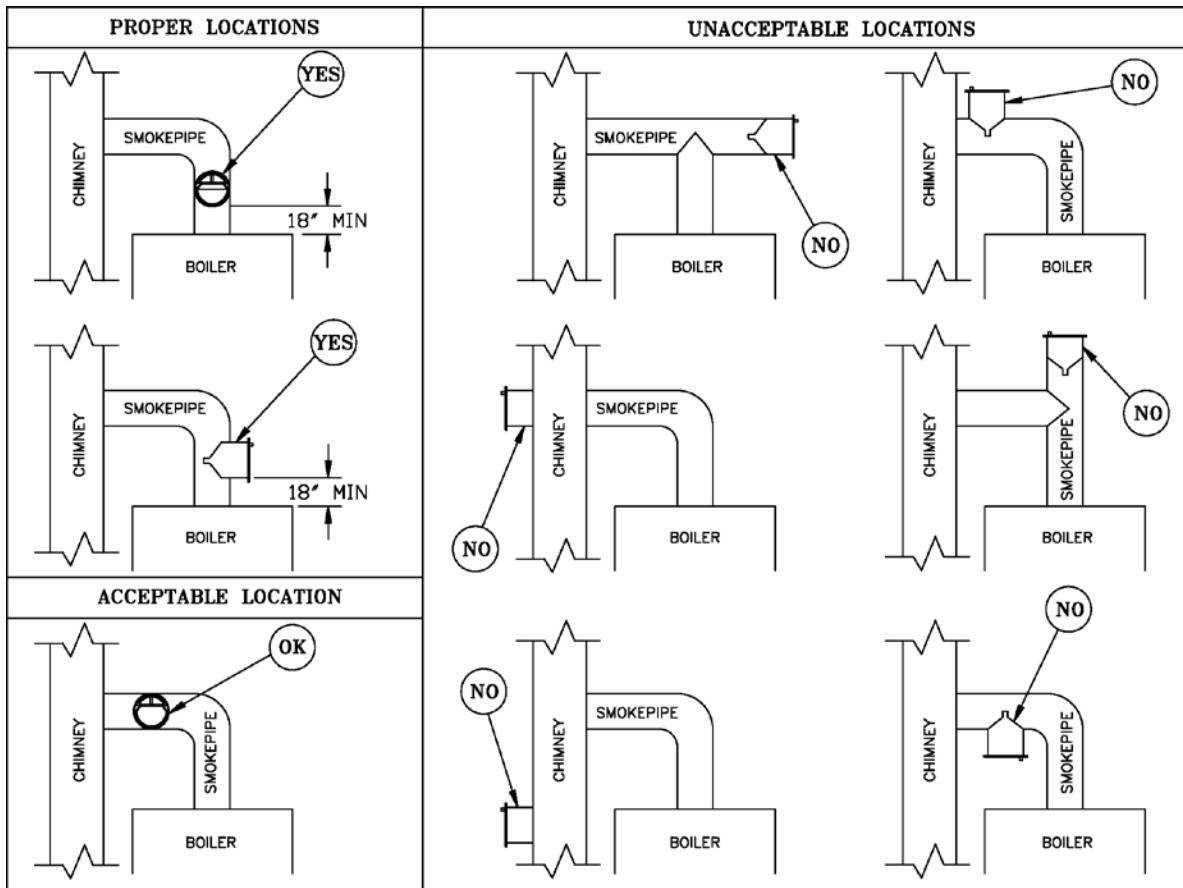 PROPER LOCATIONS
YES
SMOKEPIPE
CHIMNEY
18" MIN
BOILER
YES
SMOKEPIPE
CHIMNEY
18" MIN
BOILER
ACCEPTABLE LOCATION
OK
CHIMNEY
SMOKEPIPE
BOILER
UNACCEPTABLE LOCATIONS
SMOKEPIPE
CHIMNEY
NO
BOILER
NO
CHIMNEY
SMOKEPIPE
BOILER
SMOKEPIPE
CHIMNEY
NO
BOILER
NO
CHIMNEY
SMOKEPIPE
BOILER
NO
SMOKEPIPE
CHIMNEY
BOILER
NO
CHIMNEY
SMOKEPIPE
BOILER